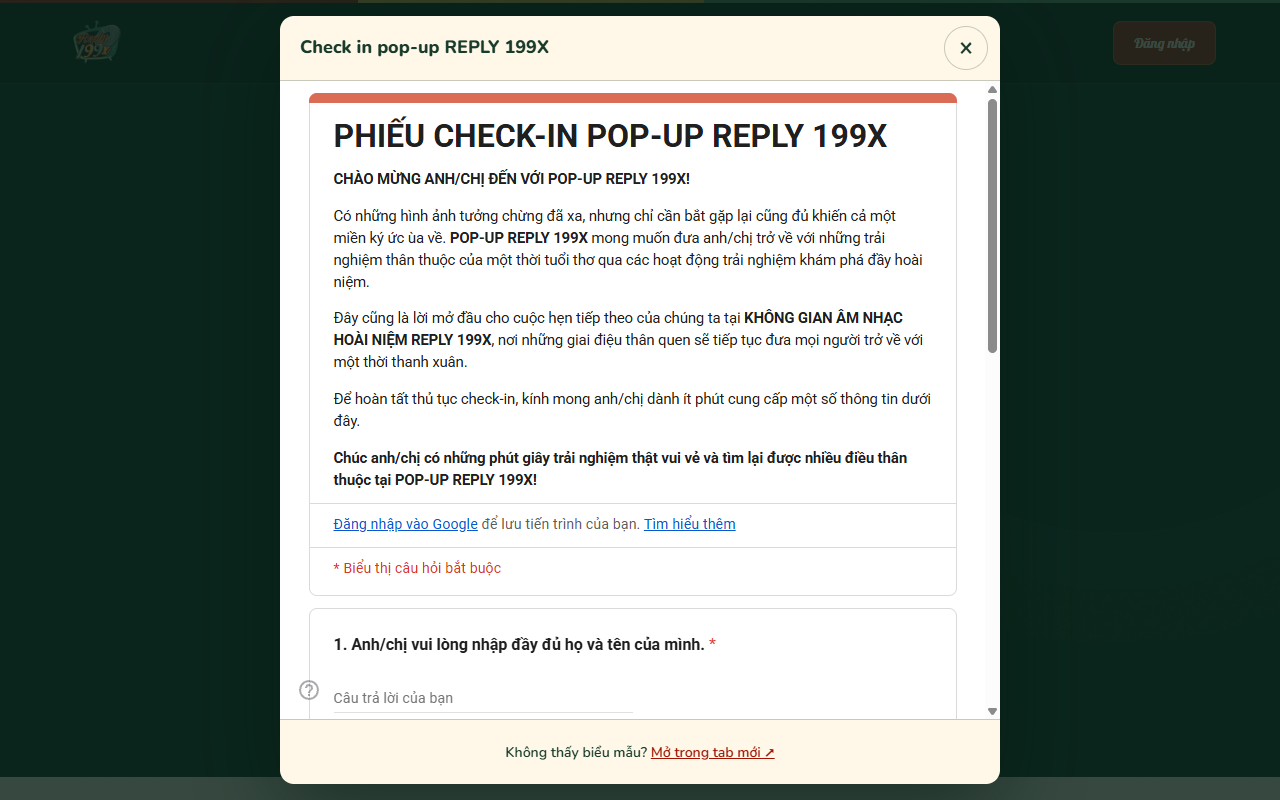 Reply
199x
Đăng nhập
Check in pop-up REPLY 199X
PHIẾU CHECK-IN POP-UP REPLY 199X
CHÀO MỪNG ANH/CHỊ ĐẾN VỚI POP-UP REPLY 199X!
Có những hình ảnh tưởng chừng đã xa, nhưng chỉ cần bắt gặp lại cũng đủ khiến cả một
miền ký ức ùa về. POP-UP REPLY 199X mong muốn đưa anh/chị trở về với những trải
nghiệm thân thuộc của một thời tuổi thơ qua các hoạt động trải nghiệm khám phá đầy hoài
niệm.
Đây cũng là lời mở đầu cho cuộc hẹn tiếp theo của chúng ta tại KHÔNG GIAN ÂM NHẠC
HOÀI NIỆM REPLY 199X, nơi những giai điệu thân quen sẽ tiếp tục đưa mọi người trở về với
một thời thanh xuân.
Để hoàn tất thủ tục check-in, kính mong anh/chị dành ít phút cung cấp một số thông tin dưới
đây.
Chúc anh/chị có những phút giây trải nghiệm thật vui vẻ và tìm lại được nhiều điều thân
thuộc tại POP-UP REPLY 199X!
Đăng nhập vào Google để lưu tiến trình của bạn. Tìm hiểu thêm
* Biểu thị câu hỏi bắt buộc
1. Anh/chị vui lòng nhập đầy đủ họ và tên của mình. *
Câu trả lời của bạn
Không thấy biểu mẫu? Mở trong tab mới ↗